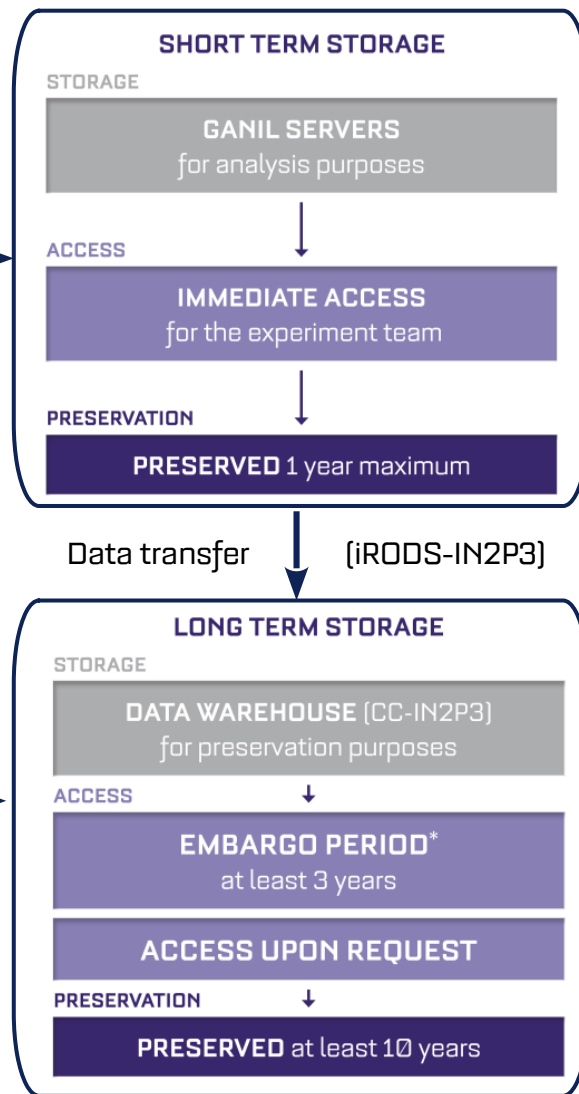 SHORT TERM STORAGE
STORAGE
GANIL SERVERS
for analysis purposes
ACCESS
IMMEDIATE ACCESS
for the experiment team
PRESERVATION
PRESERVED 1 year maximum
Data transfer (iRODS-IN2P3)
LONG TERM STORAGE
STORAGE
DATA WAREHOUSE (CC-IN2P3)
for preservation purposes
ACCESS
EMBARGO PERIOD*
at least 3 years
ACCESS UPON REQUEST
PRESERVATION
PRESERVED at least 10 years